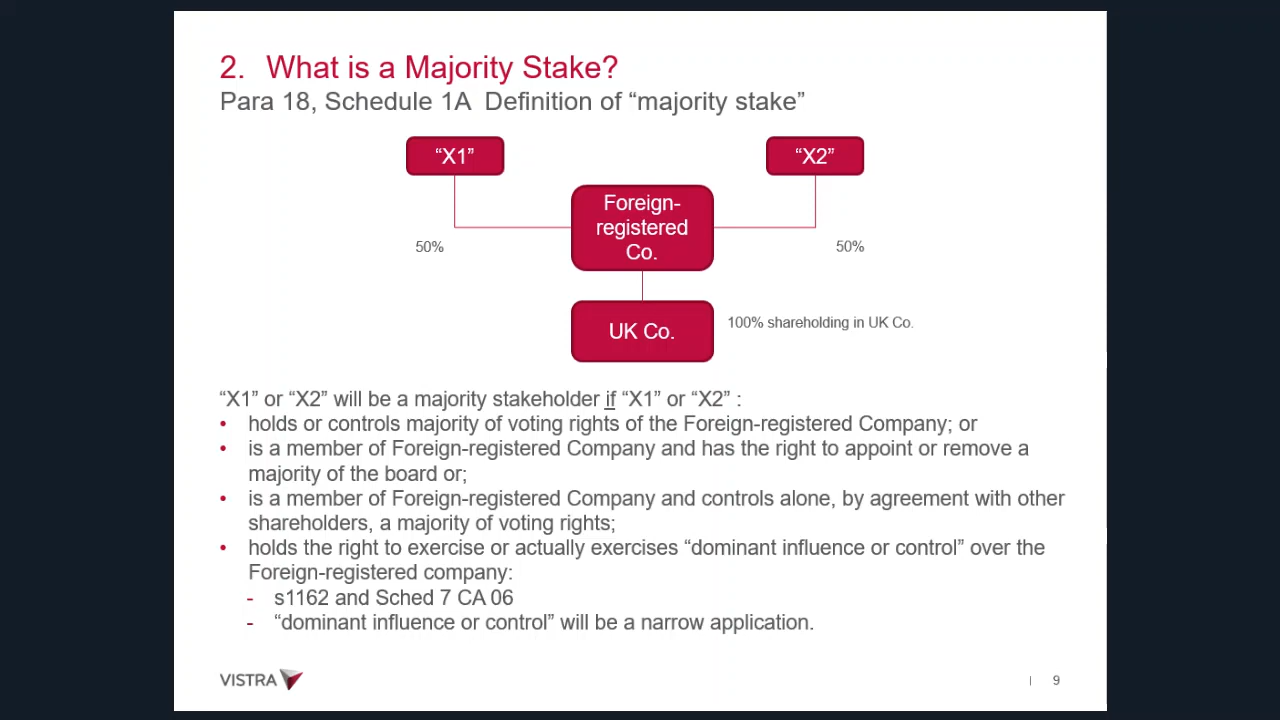 2. What is a Majority Stake?
Para 18, Schedule 1A Definition of “majority stake”
“X1”
“X2”
Foreign-
registered
Co.
50%
50%
UK Co.
100% shareholding in UK Co.
“X1” or “X2” will be a majority stakeholder if “X1” or “X2” :
• holds or controls majority of voting rights of the Foreign-registered Company; or
• is a member of Foreign-registered Company and has the right to appoint or remove a
majority of the board or;
• is a member of Foreign-registered Company and controls alone, by agreement with other
shareholders, a majority of voting rights;
• holds the right to exercise or actually exercises “dominant influence or control” over the
Foreign-registered company:
- s1162 and Sched 7 CA 06
- “dominant influence or control” will be a narrow application.
VISTRA
| 9